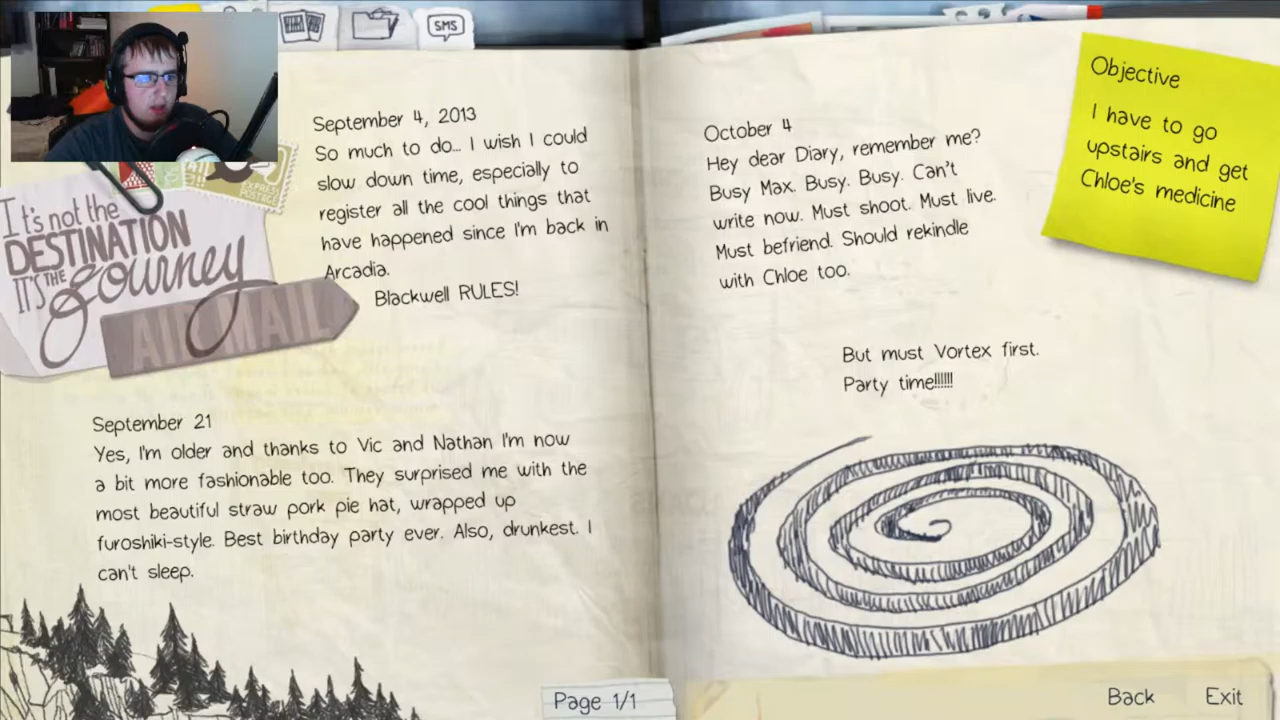 SMS
September 4, 2013
So much to do... I wish I could
slow down time, especially to
register all the cool things that
have happened since I'm back in
Arcadia.
Blackwell RULES!
EXPRESS
It's not the
DESTINATION
IT'S THE
journey
AIR MAIL
September 21
Yes, I'm older and thanks to Vic and Nathan I'm now
a bit more fashionable too. They surprised me with the
most beautiful straw pork pie hat, wrapped up
furoshiki-style. Best birthday party ever. Also, drunkest. I
can't sleep.
October 4
Hey dear Diary, remember me?
Busy Max. Busy. Busy. Can't
write now. Must shoot. Must live.
Must befriend. Should rekindle
with Chloe too.
But must Vortex first.
Party time!!!!!!
Objective
I have to go
upstairs and get
Chloe's medicine
Page 1/1
Back Exit